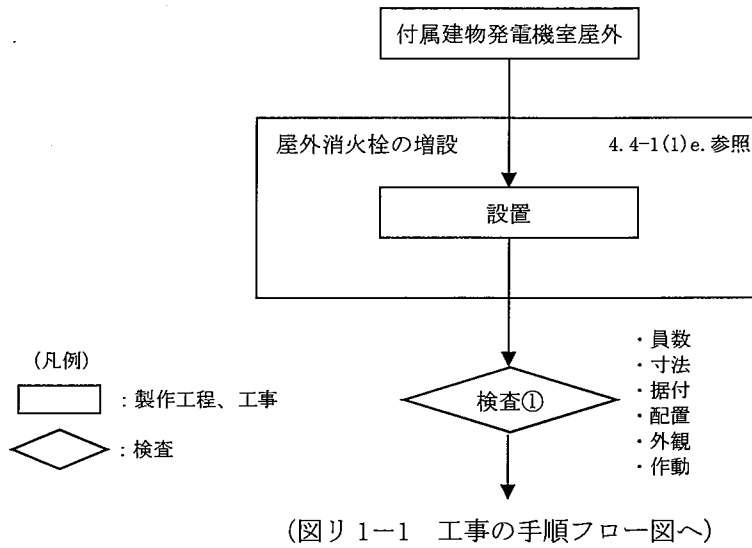 付属建物発電機室屋外
屋外消火栓の増設 4.4-1(1)e.参照
設置
検査①
・員数
・寸法
・据付
・配置
・外観
・作動
(凡例)
：製作工程、工事
：検査
(図リ 1－1 工事の手順フロー図へ)